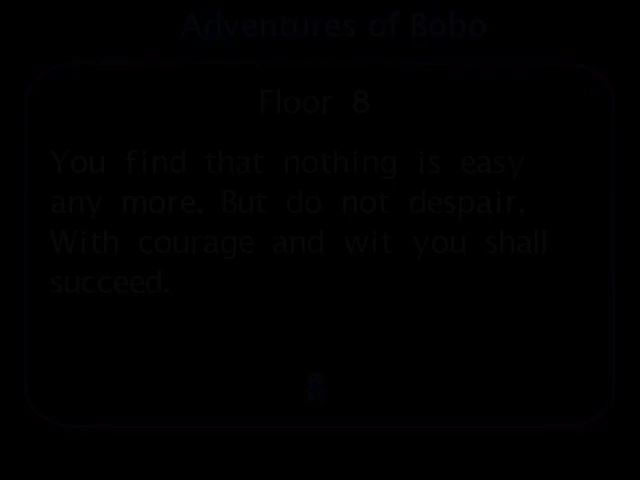 Adventures of Bobo
Floor 8
You find that nothing is easy
any more. But do not despair.
With courage and wit you shall
succeed.